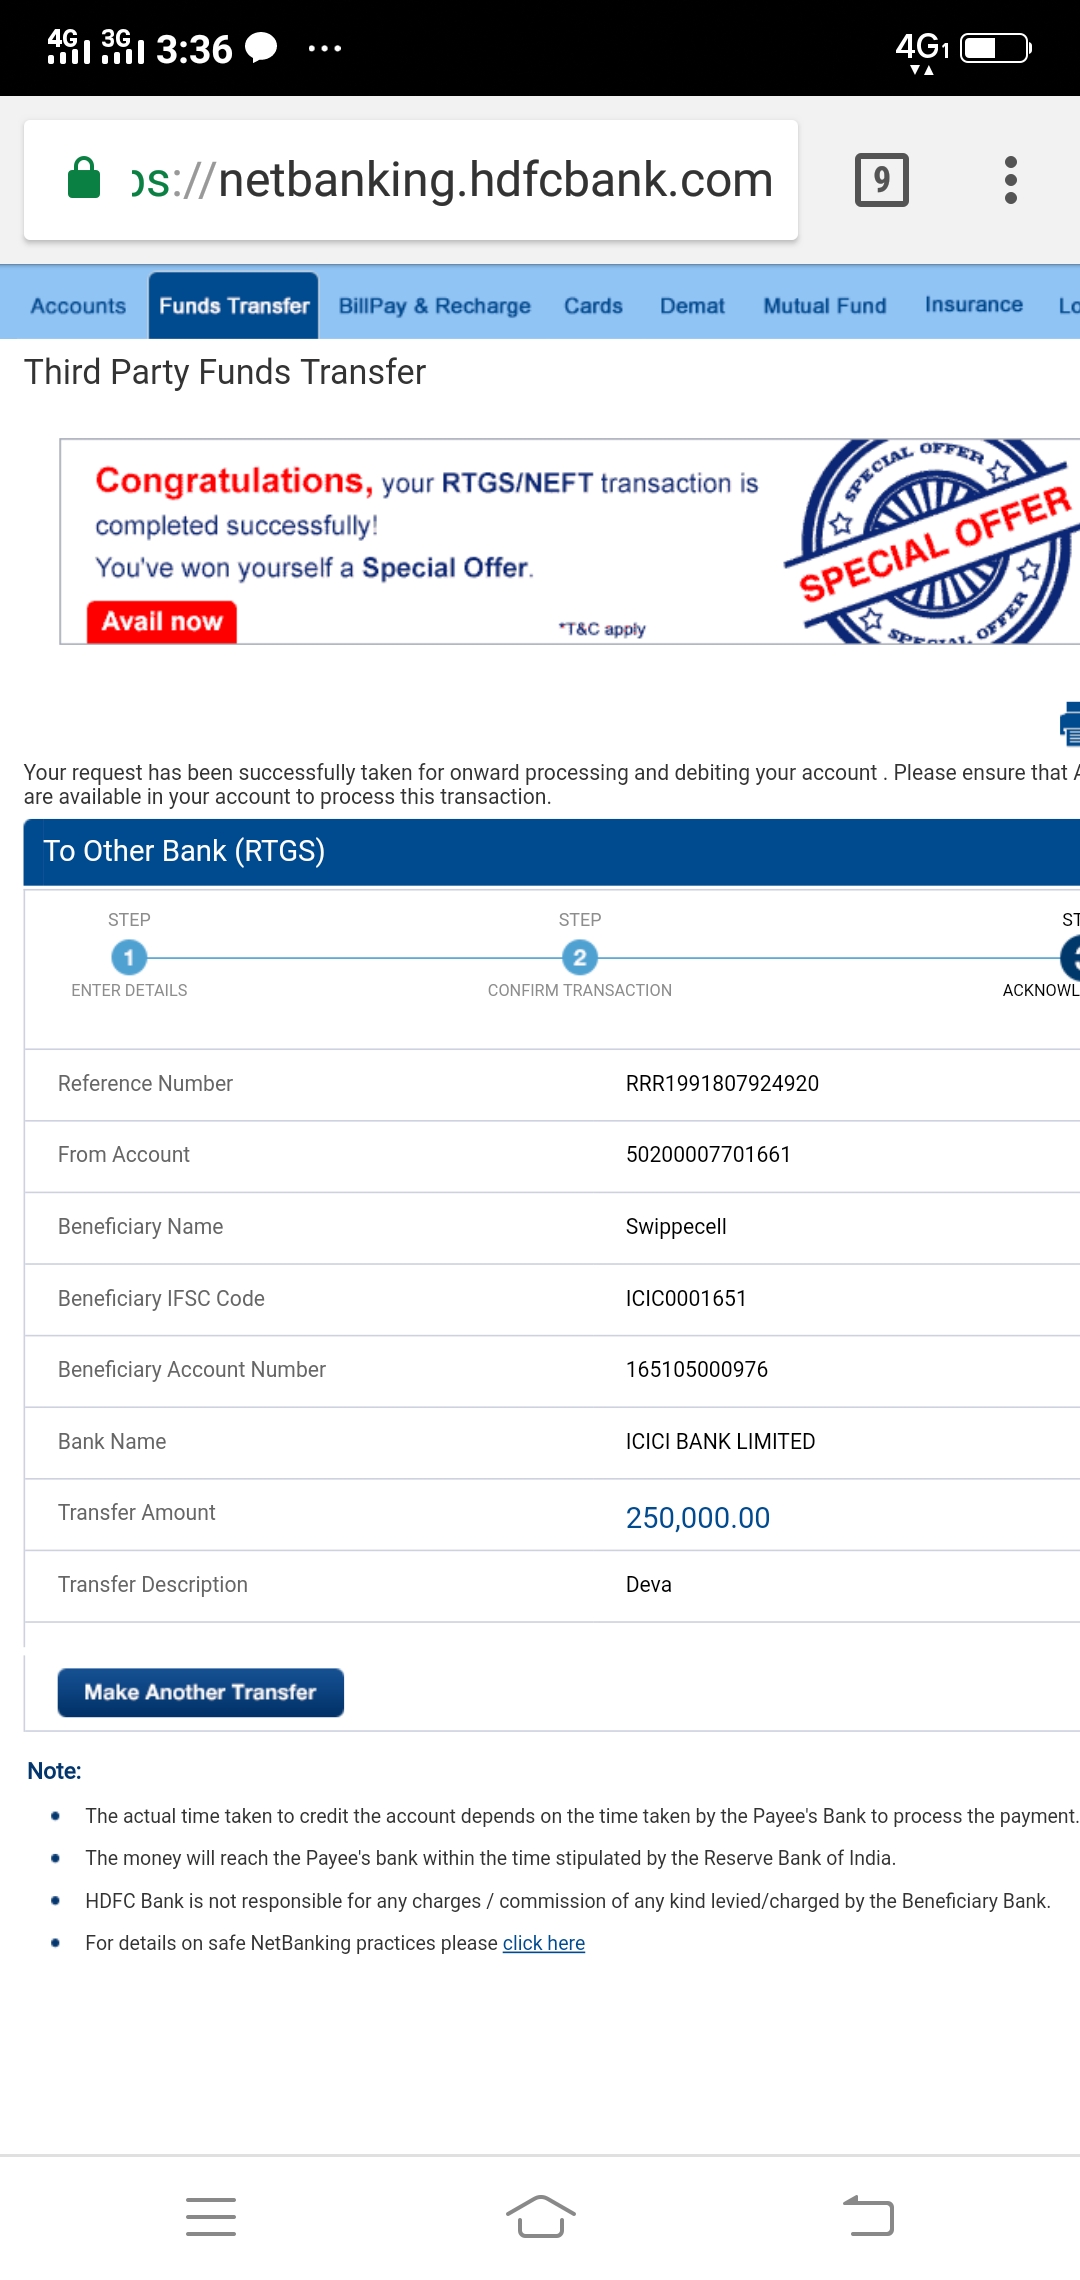 4G 3G 3:36 ... 4G1
ps://netbanking.hdfcbank.com 9
Accounts Funds Transfer BillPay & Recharge Cards Demat Mutual Fund Insurance Lo
Third Party Funds Transfer
Congratulations, your RTGS/NEFT transaction is
completed successfully!
You've won yourself a Special Offer.
Avail now
*T&C apply
SPECIAL OFFER
SPECIAL OFFER
SPECIAL OFFER
Your request has been successfully taken for onward processing and debiting your account . Please ensure that A
are available in your account to process this transaction.
To Other Bank (RTGS)
STEP STEP ST
1 2 3
ENTER DETAILS CONFIRM TRANSACTION ACKNOWL
Reference Number RRR1991807924920
From Account 50200007701661
Beneficiary Name Swippecell
Beneficiary IFSC Code ICIC0001651
Beneficiary Account Number 165105000976
Bank Name ICICI BANK LIMITED
Transfer Amount 250,000.00
Transfer Description Deva
Make Another Transfer
Note:
• The actual time taken to credit the account depends on the time taken by the Payee's Bank to process the payment.
• The money will reach the Payee's bank within the time stipulated by the Reserve Bank of India.
• HDFC Bank is not responsible for any charges / commission of any kind levied/charged by the Beneficiary Bank.
• For details on safe NetBanking practices please click here